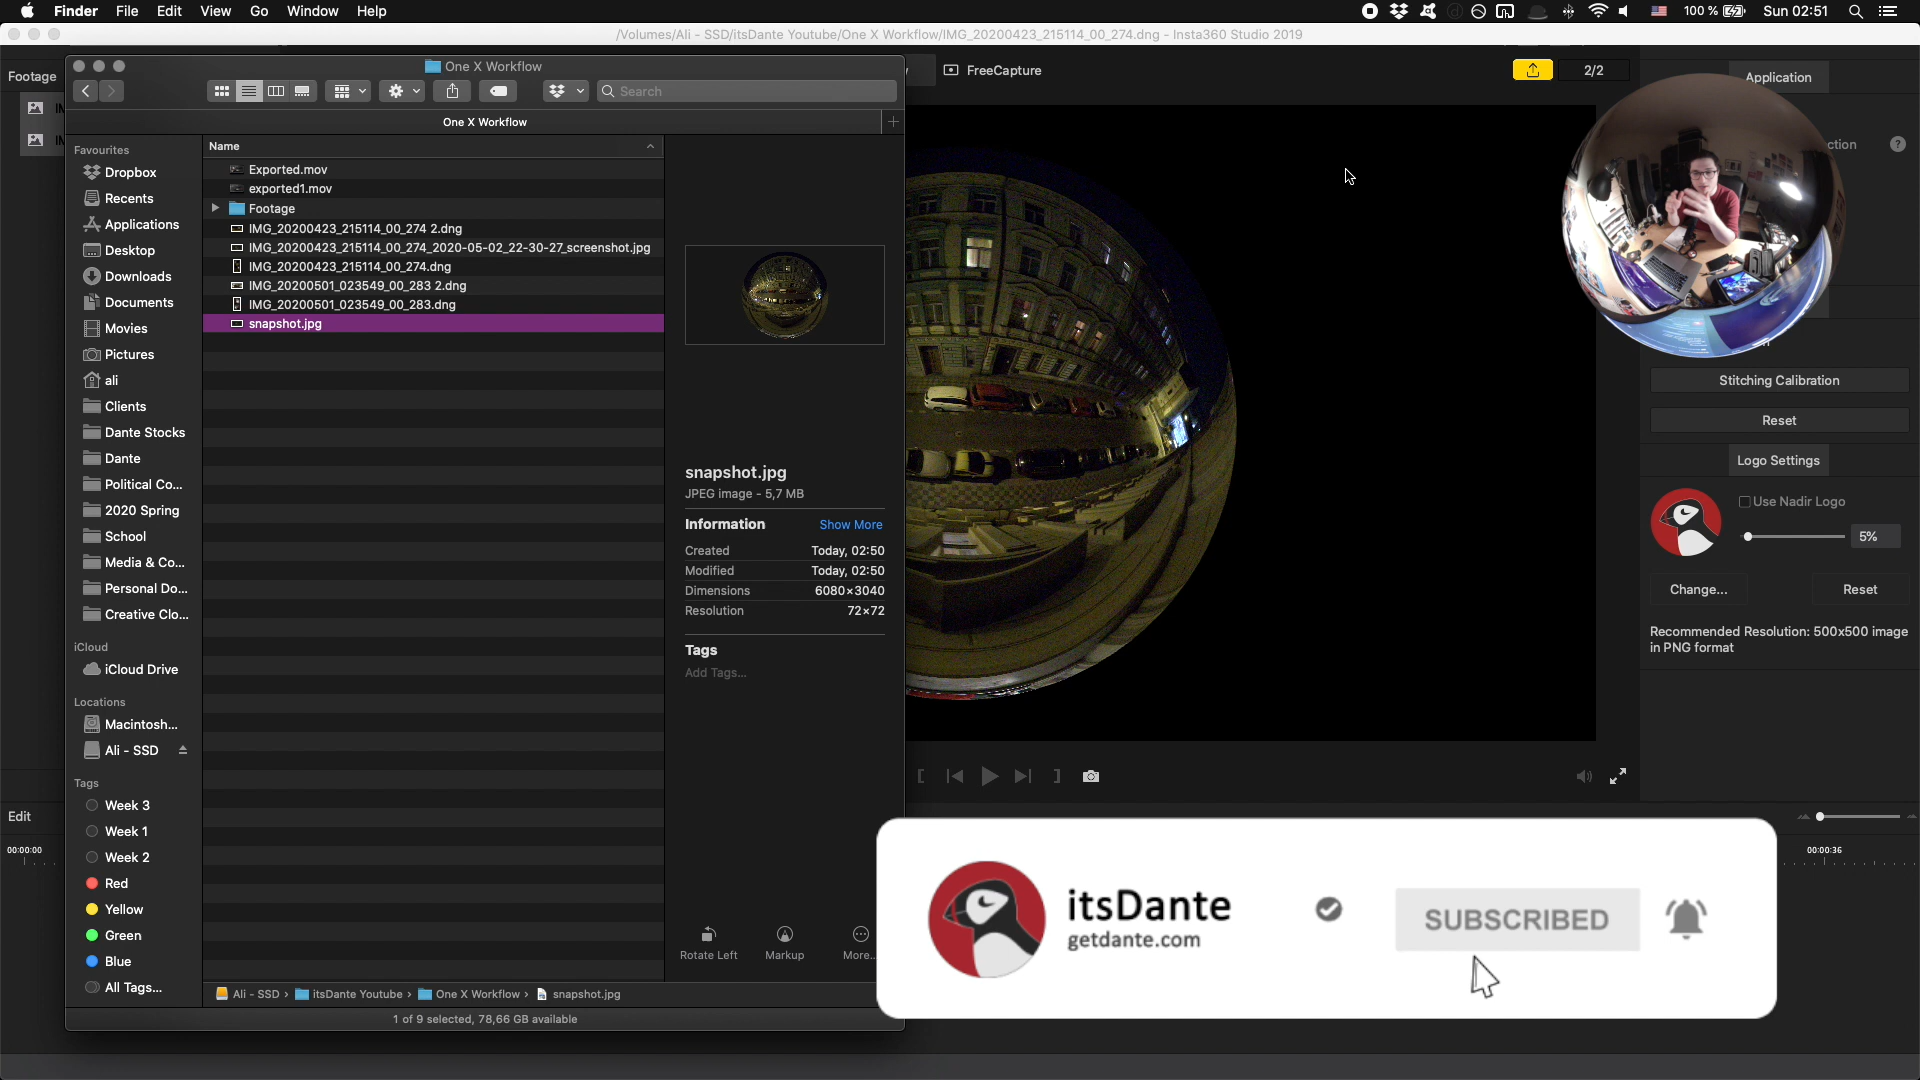 Finder File Edit View Go Window Help
100 % Sun 02:51
/Volumes/Ali - SSD/itsDante Youtube/One X Workflow/IMG_20200423_215114_00_274.dng - Insta360 Studio 2019
Footage
One X Workflow
FreeCapture
2/2
Application
Search
One X Workflow
Favourites
Dropbox
Recents
Applications
Desktop
Downloads
Documents
Movies
Pictures
ali
Clients
Dante Stocks
Dante
Political Co...
2020 Spring
School
Media & Co...
Personal Do...
Creative Clo...
iCloud
iCloud Drive
Locations
Macintosh...
Ali - SSD
Tags
Week 3
Week 1
Week 2
Red
Yellow
Green
Blue
All Tags...
Name
Exported.mov
exported1.mov
Footage
IMG_20200423_215114_00_274 2.dng
IMG_20200423_215114_00_274_2020-05-02_22-30-27_screenshot.jpg
IMG_20200423_215114_00_274.dng
IMG_20200501_023549_00_283 2.dng
IMG_20200501_023549_00_283.dng
snapshot.jpg
snapshot.jpg
JPEG image - 5,7 MB
Information Show More
Created Today, 02:50
Modified Today, 02:50
Dimensions 6080×3040
Resolution 72×72
Tags
Add Tags...
Rotate Left Markup More...
Ali - SSD › itsDante Youtube › One X Workflow › snapshot.jpg
1 of 9 selected, 78,66 GB available
ction
Stitching Calibration
Reset
Logo Settings
Use Nadir Logo
5%
Change... Reset
Recommended Resolution: 500x500 image
in PNG format
Edit
00:00:00
00:00:36
itsDante
getdante.com
SUBSCRIBED